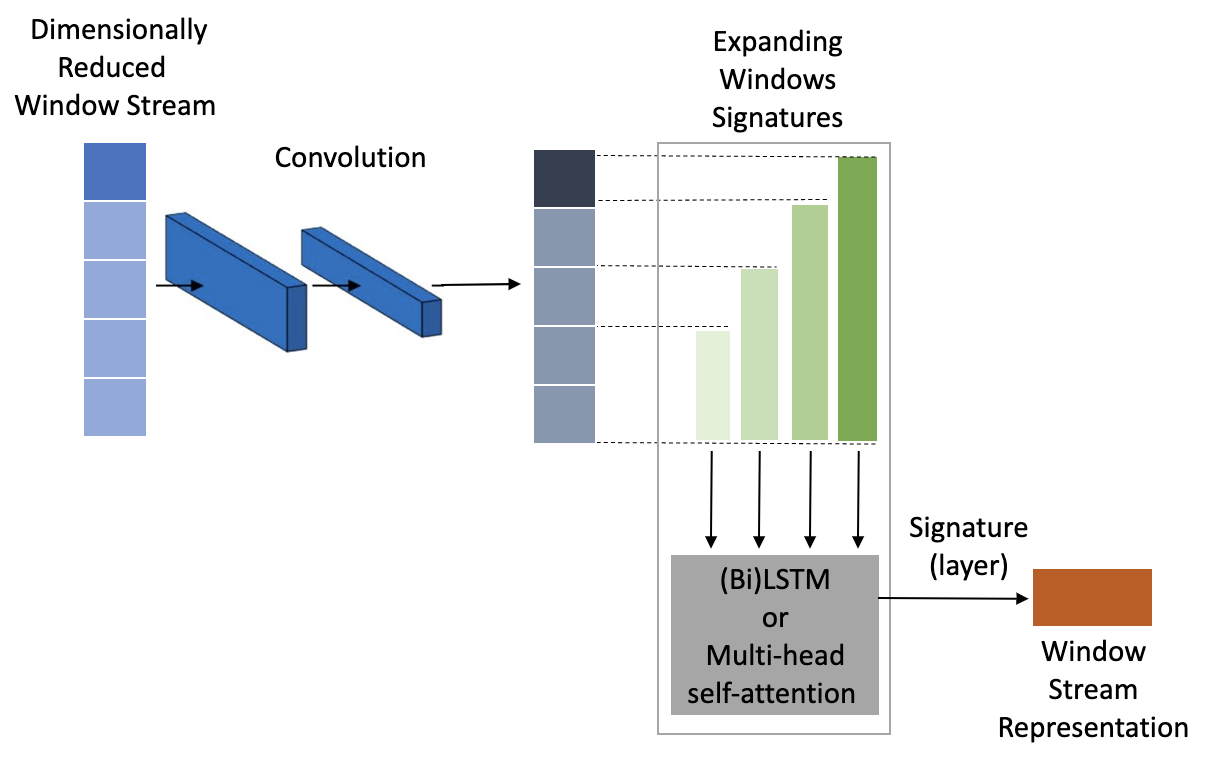 Dimensionally
Reduced
Window Stream
Convolution
Expanding
Windows
Signatures
(Bi)LSTM
or
Multi-head
self-attention
Signature
(layer)
Window
Stream
Representation